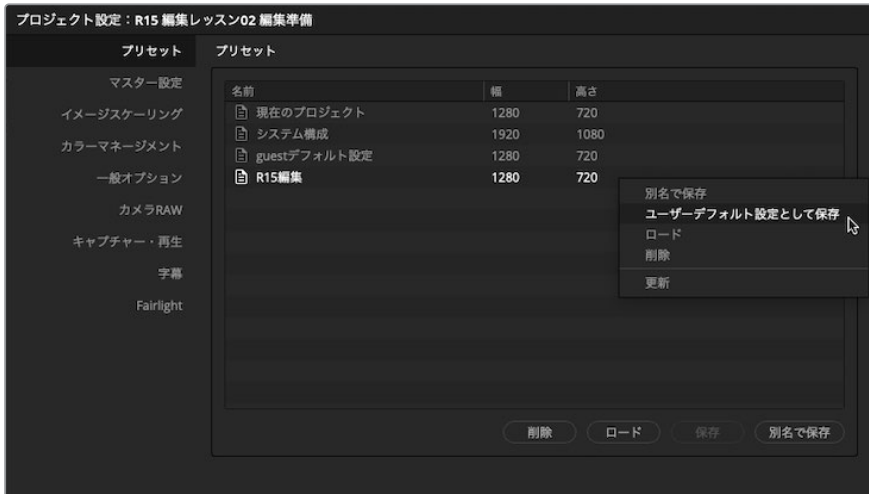 プロジェクト設定：R15 編集レッスン02 編集準備
プリセット
マスター設定
イメージスケーリング
カラーマネージメント
一般オプション
カメラRAW
キャプチャー・再生
字幕
Fairlight
プリセット
名前 幅 高さ
現在のプロジェクト 1280 720
システム構成 1920 1080
guestデフォルト設定 1280 720
R15編集 1280 720
別名で保存
ユーザーデフォルト設定として保存
ロード
削除
更新
削除 ロード 保存 別名で保存